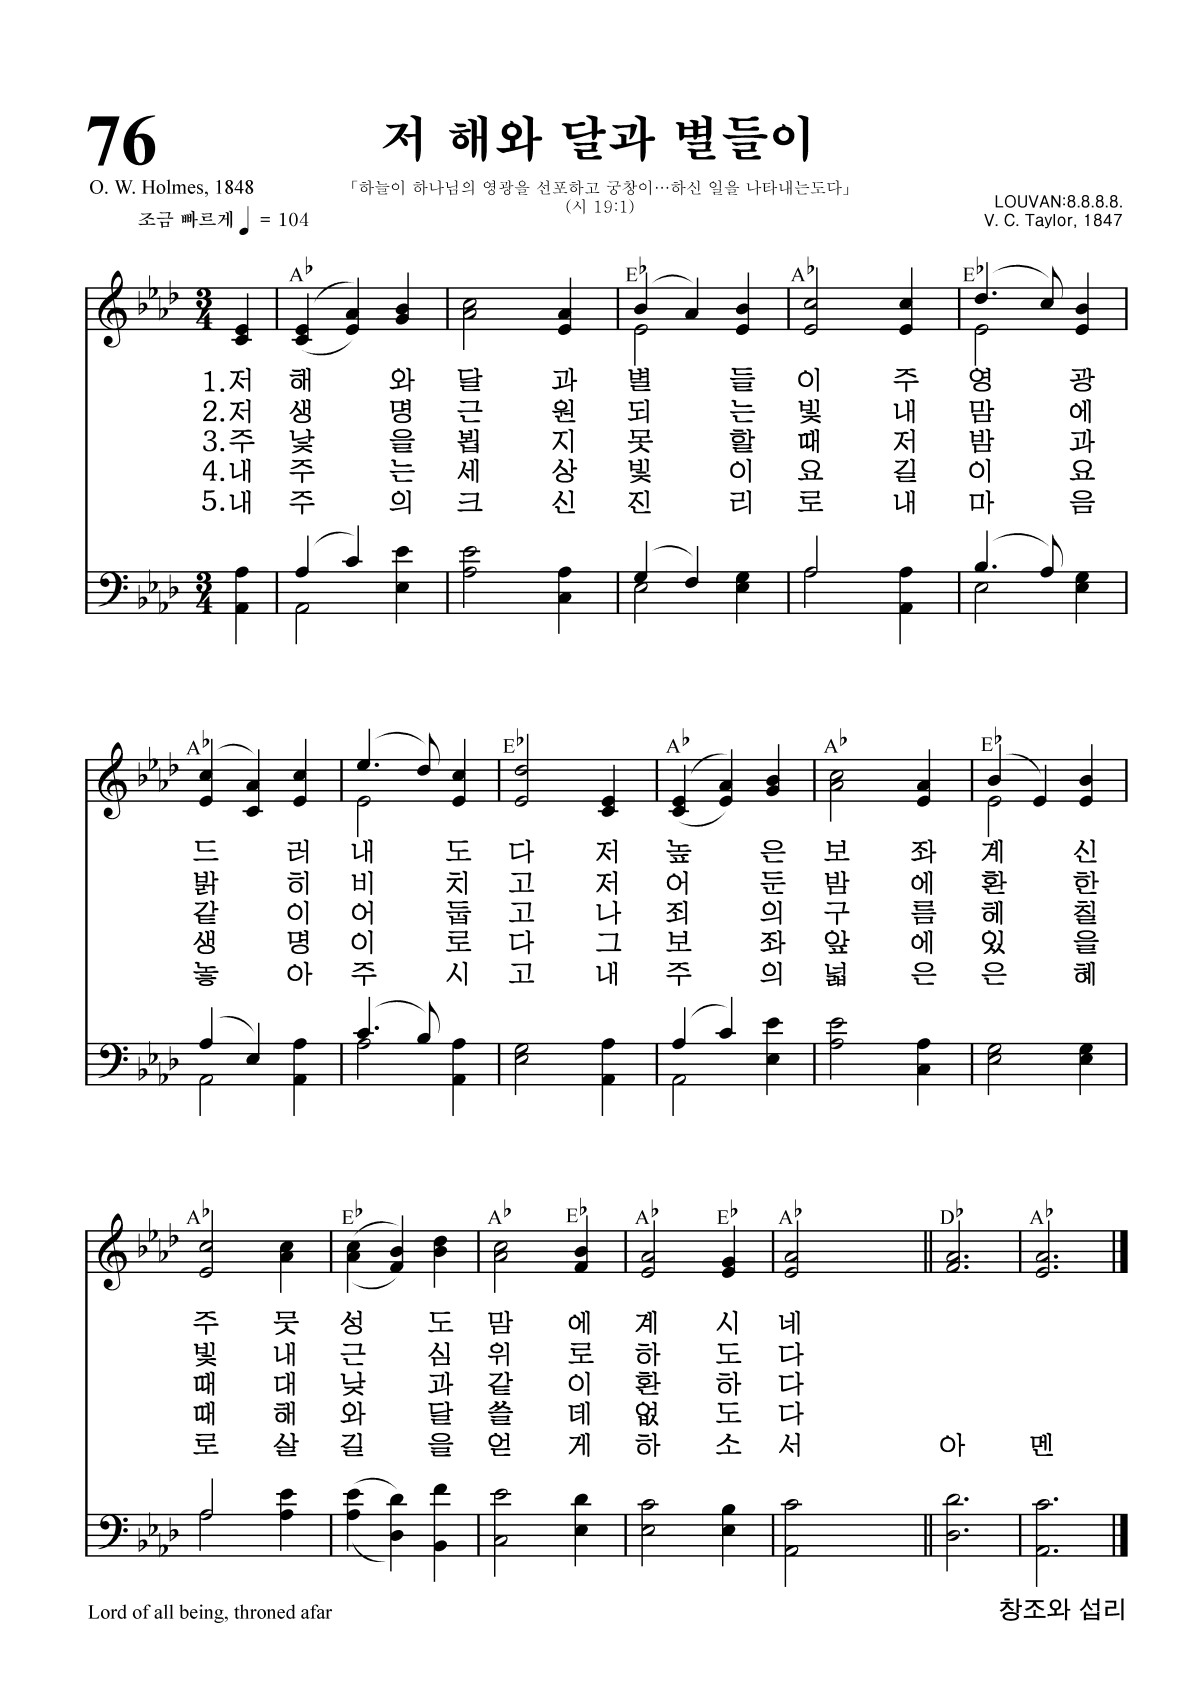 76
저 해와 달과 별들이
O. W. Holmes, 1848
「하늘이 하나님의 영광을 선포하고 궁창이…하신 일을 나타내는도다」
(시 19:1)
LOUVAN:8.8.8.8.
조금 빠르게 ♩ = 104
V. C. Taylor, 1847
A♭ E♭ A♭ E♭
3 4
1.저 해 와 달 과 별 들 이 주 영 광
2.저 생 명 근 원 되 는 빛 내 맘 에
3.주 낯 을 뵙 지 못 할 때 저 밤 과
4.내 주 는 세 상 빛 이 요 길 이 요
5.내 주 의 크 신 진 리 로 내 마 음
3 4
A♭ E♭ A♭ A♭ E♭
드 러 내 도 다 저 높 은 보 좌 계 신
밝 히 비 치 고 저 어 둔 밤 에 환 한
같 이 어 둡 고 나 죄 의 구 름 헤 칠
생 명 이 로 다 그 보 좌 앞 에 있 을
놓 아 주 시 고 내 주 의 넓 은 은 혜
A♭ E♭ A♭ E♭ A♭ E♭ A♭ D♭ A♭
주 뭇 성 도 맘 에 계 시 네
빛 내 근 심 위 로 하 도 다
때 대 낮 과 같 이 환 하 다
때 해 와 달 쓸 데 없 도 다
로 살 길 을 얻 게 하 소 서 아 멘
Lord of all being, throned afar
창조와 섭리